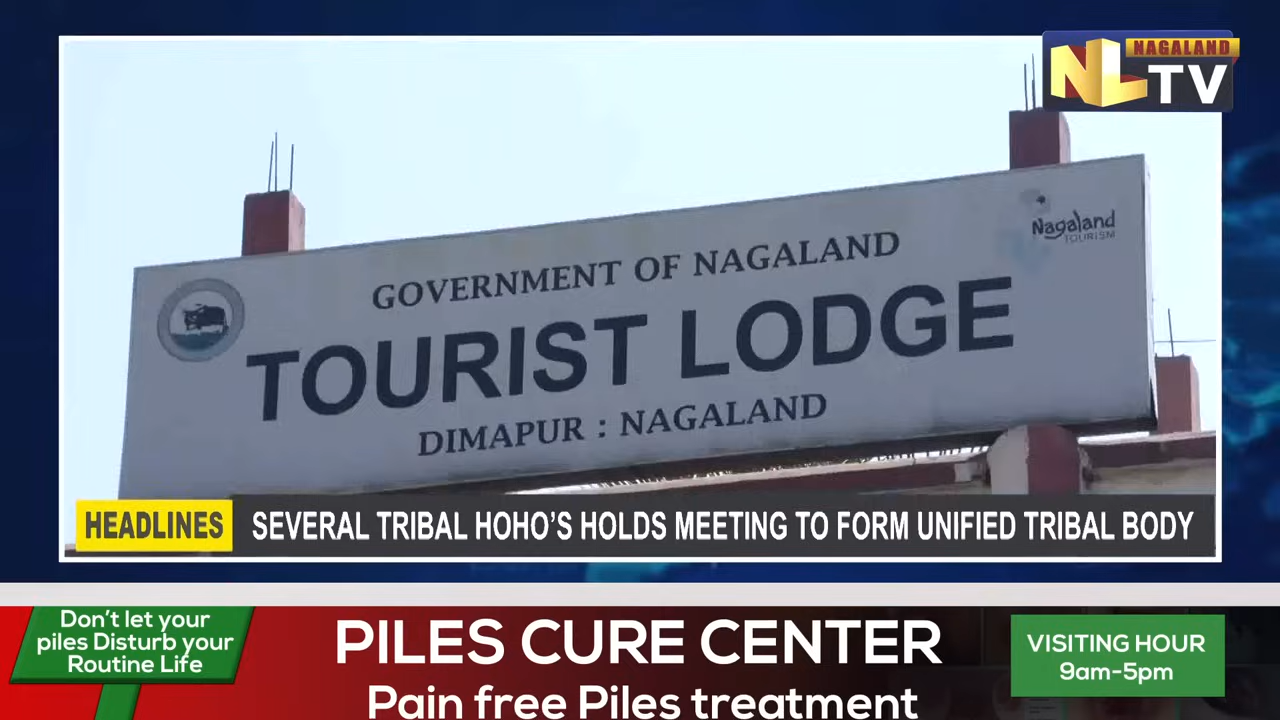 NAGALAND
NL TV
Nagaland
TOURISM
GOVERNMENT OF NAGALAND
TOURIST LODGE
DIMAPUR : NAGALAND
HEADLINES SEVERAL TRIBAL HOHO'S HOLDS MEETING TO FORM UNIFIED TRIBAL BODY
Don't let your
piles Disturb your
Routine Life
PILES CURE CENTER
Pain free Piles treatment
VISITING HOUR
9am-5pm